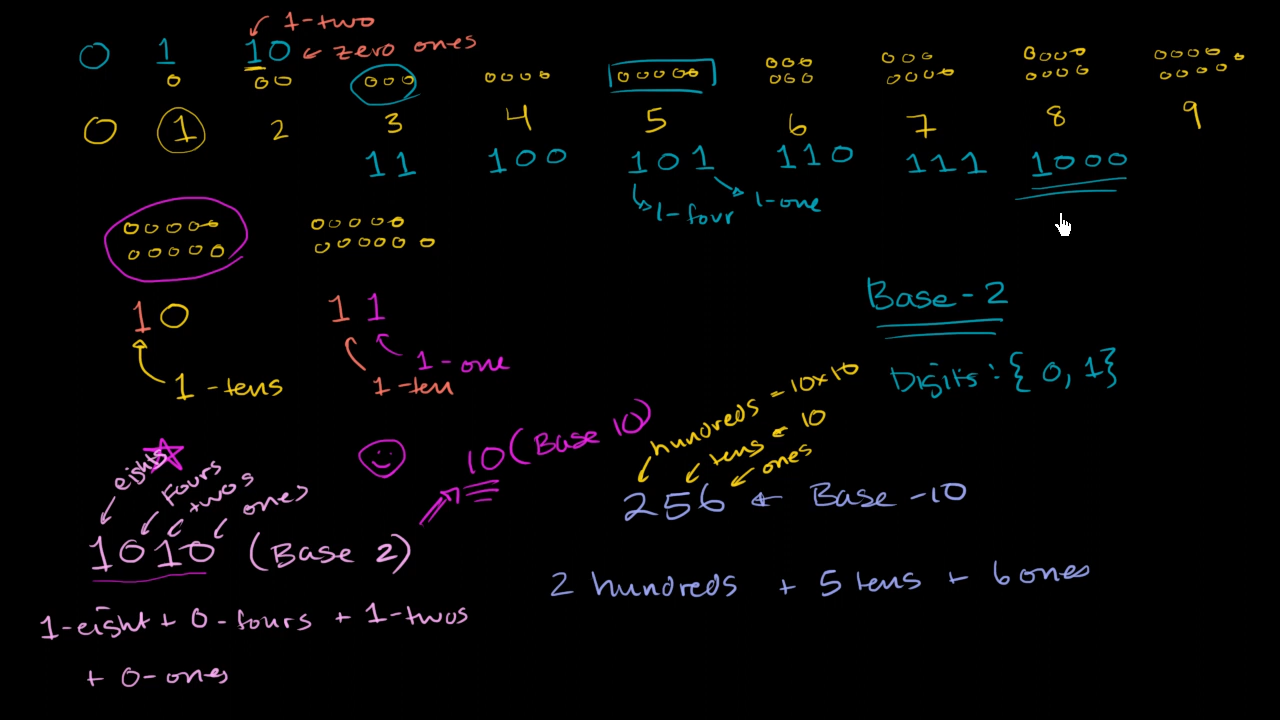 1-two
0 1 10 ← zero ones
0 1 2 3 4 5 6 7 8 9
11 100 101 110 111 1000
1-four 1-one
10 11
1-one
1-tens 1-ten
Base-2
Digits: { 0, 1}
10 (Base 10)
hundreds = 10x10
tens ← 10
ones
256 ← Base-10
2 hundreds + 5 tens + 6 ones
eights
Fours
twos
ones
1010 (Base 2)
1-eight + 0-fours + 1-twos
+ 0-ones